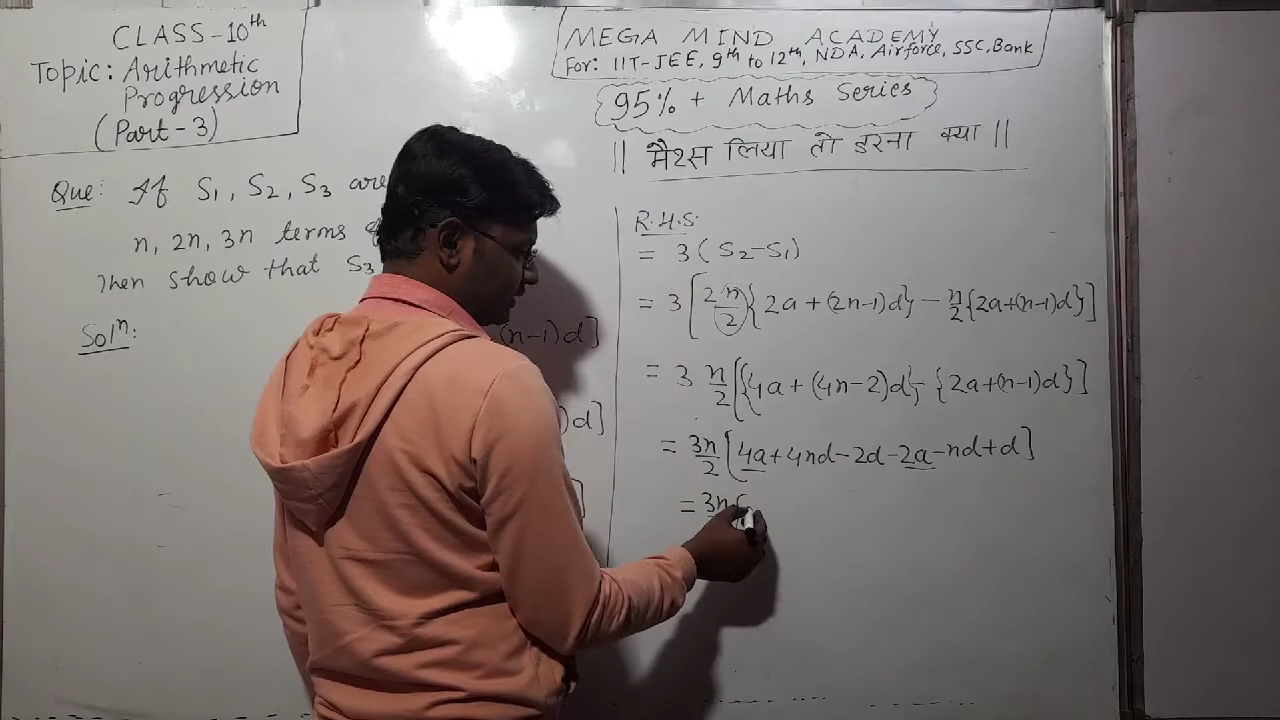 CLASS-10th
Topic: Arithmetic
Progression
(Part-3)
MEGA MIND ACADEMY
For: IIT-JEE, 9th to 12th, NDA, Airforce, SSC, Bank
95% + Maths Series
|| मैथ्स लिया तो डरना क्या ||
Que: If S1, S2, S3 are
n, 2n, 3n terms
Then show that S3
Soln:
(n-1)d]
)d]
]
R.H.S.
= 3(S2-S1)
= 3[2n/2{2a+(2n-1)d}-n/2{2a+(n-1)d}]
= 3 n/2[{4a+(4n-2)d}-{2a+(n-1)d}]
= 3n/2[4a+4nd-2d-2a-nd+d]
= 3n